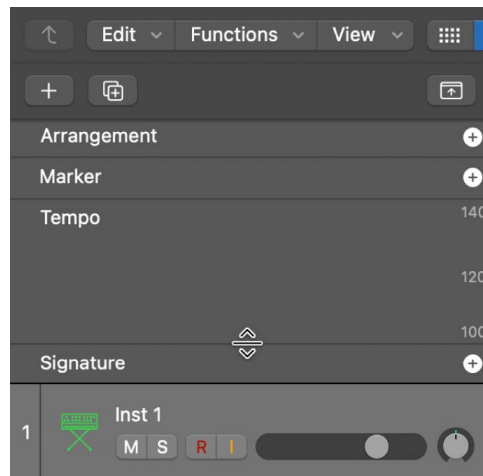 Edit Functions View
Arrangement
Marker
Tempo
140
120
100
Signature
1 Inst 1
M S R I